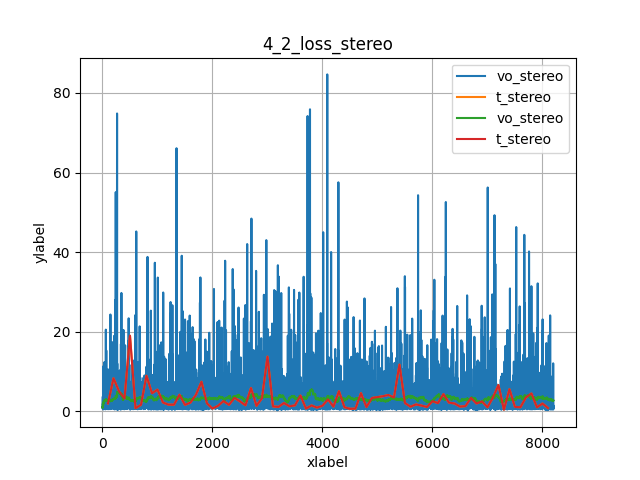 4_2_loss_stereo
vo_stereo
t_stereo
vo_stereo
t_stereo
ylabel
80
60
40
20
0
0 2000 4000 6000 8000
xlabel